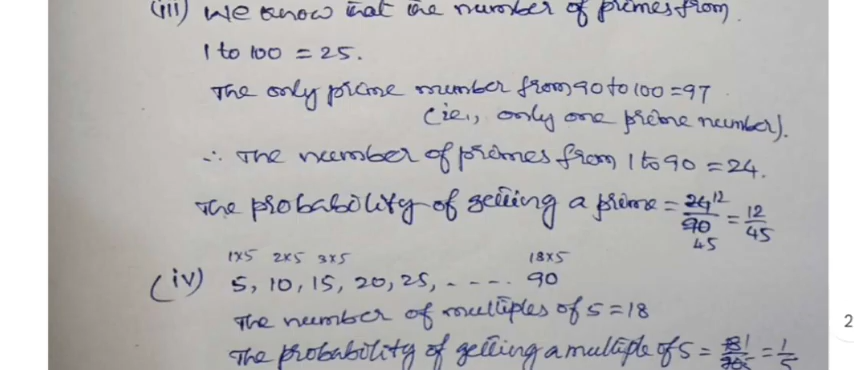 (iii) We know that the number of primes from
1 to 100 = 25.
The only prime number from 90 to 100 = 97
(ie., only one prime number).
∴ The number of primes from 1 to 90 = 24.
The probability of getting a prime = 24/90 = 12/45
12
45
1×5 2×5 3×5 18×5
(iv) 5, 10, 15, 20, 25, - - - - - 90
The number of multiples of 5 = 18
The probability of getting a multiple of 5 = 18/90 = 1/5
2